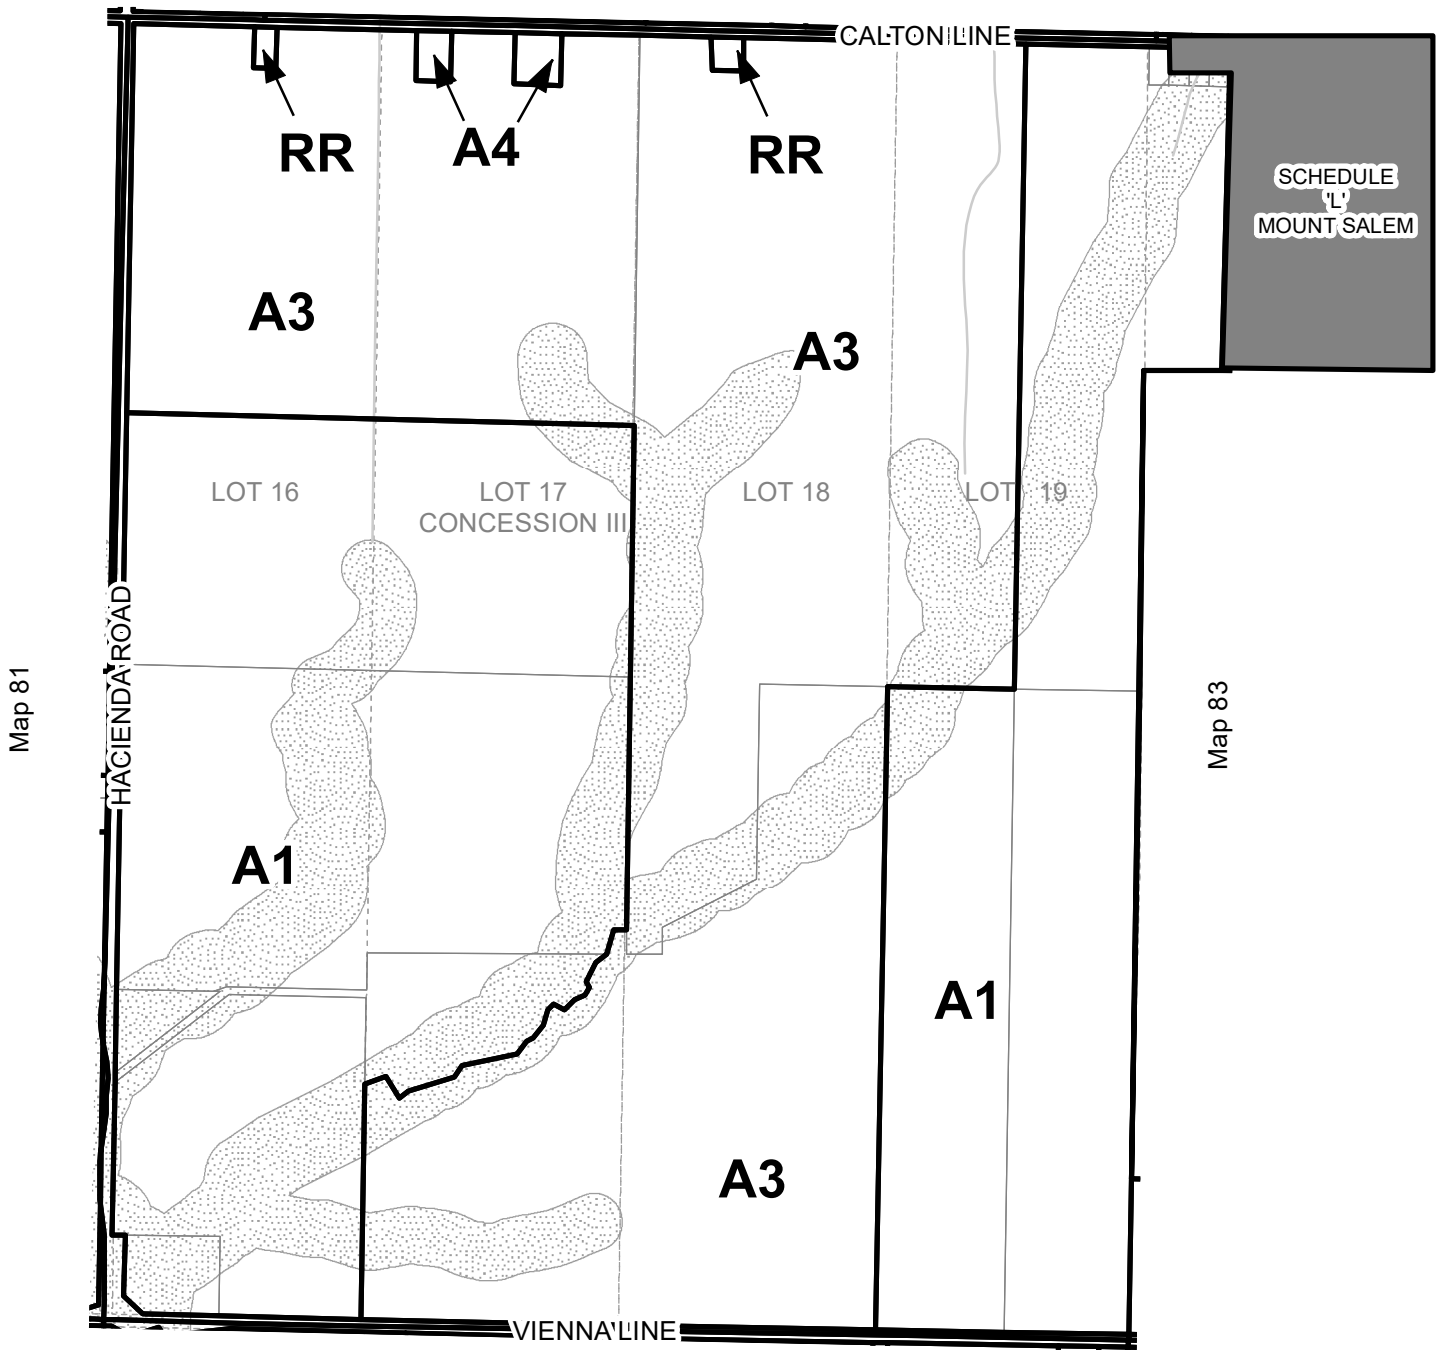 CALTON LINE
RR
A4
RR
SCHEDULE
'L'
MOUNT SALEM
A3
A3
LOT 16
LOT 17
CONCESSION III
LOT 18
LOT 19
HACIENDA ROAD
Map 81
Map 83
A1
A1
A3
VIENNA LINE